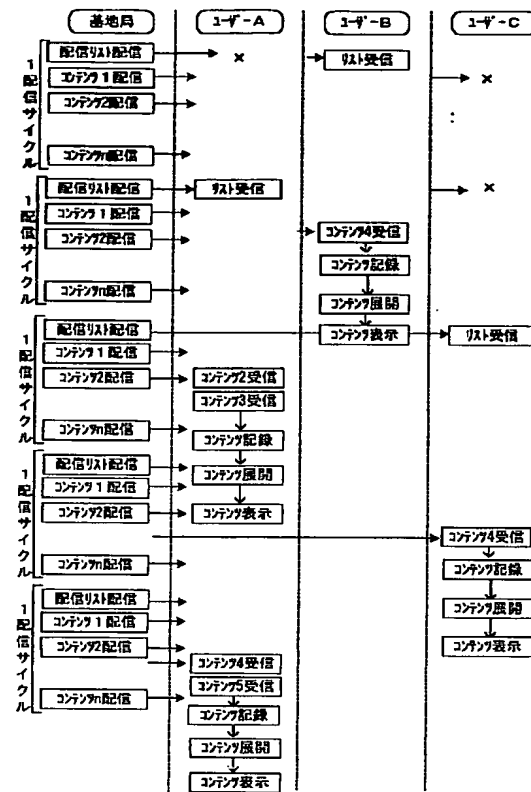 基地局
ユーザーA
ユーザーB
ユーザーC
1配信サイクル
配信リスト配信
×
リスト受信
コンテンツ1配信
×
コンテンツ2配信
コンテンツn配信
1配信サイクル
配信リスト配信
リスト受信
×
コンテンツ1配信
コンテンツ2配信
コンテンツ4受信
コンテンツ記録
コンテンツn配信
コンテンツ展開
1配信サイクル
配信リスト配信
コンテンツ表示
リスト受信
コンテンツ1配信
コンテンツ2配信
コンテンツ2受信
コンテンツ3受信
コンテンツn配信
コンテンツ記録
1配信サイクル
配信リスト配信
コンテンツ展開
コンテンツ1配信
コンテンツ2配信
コンテンツ表示
コンテンツ4受信
コンテンツn配信
コンテンツ記録
1配信サイクル
配信リスト配信
コンテンツ展開
コンテンツ1配信
コンテンツ2配信
コンテンツ表示
コンテンツ4受信
コンテンツ5受信
コンテンツn配信
コンテンツ記録
コンテンツ展開
コンテンツ表示